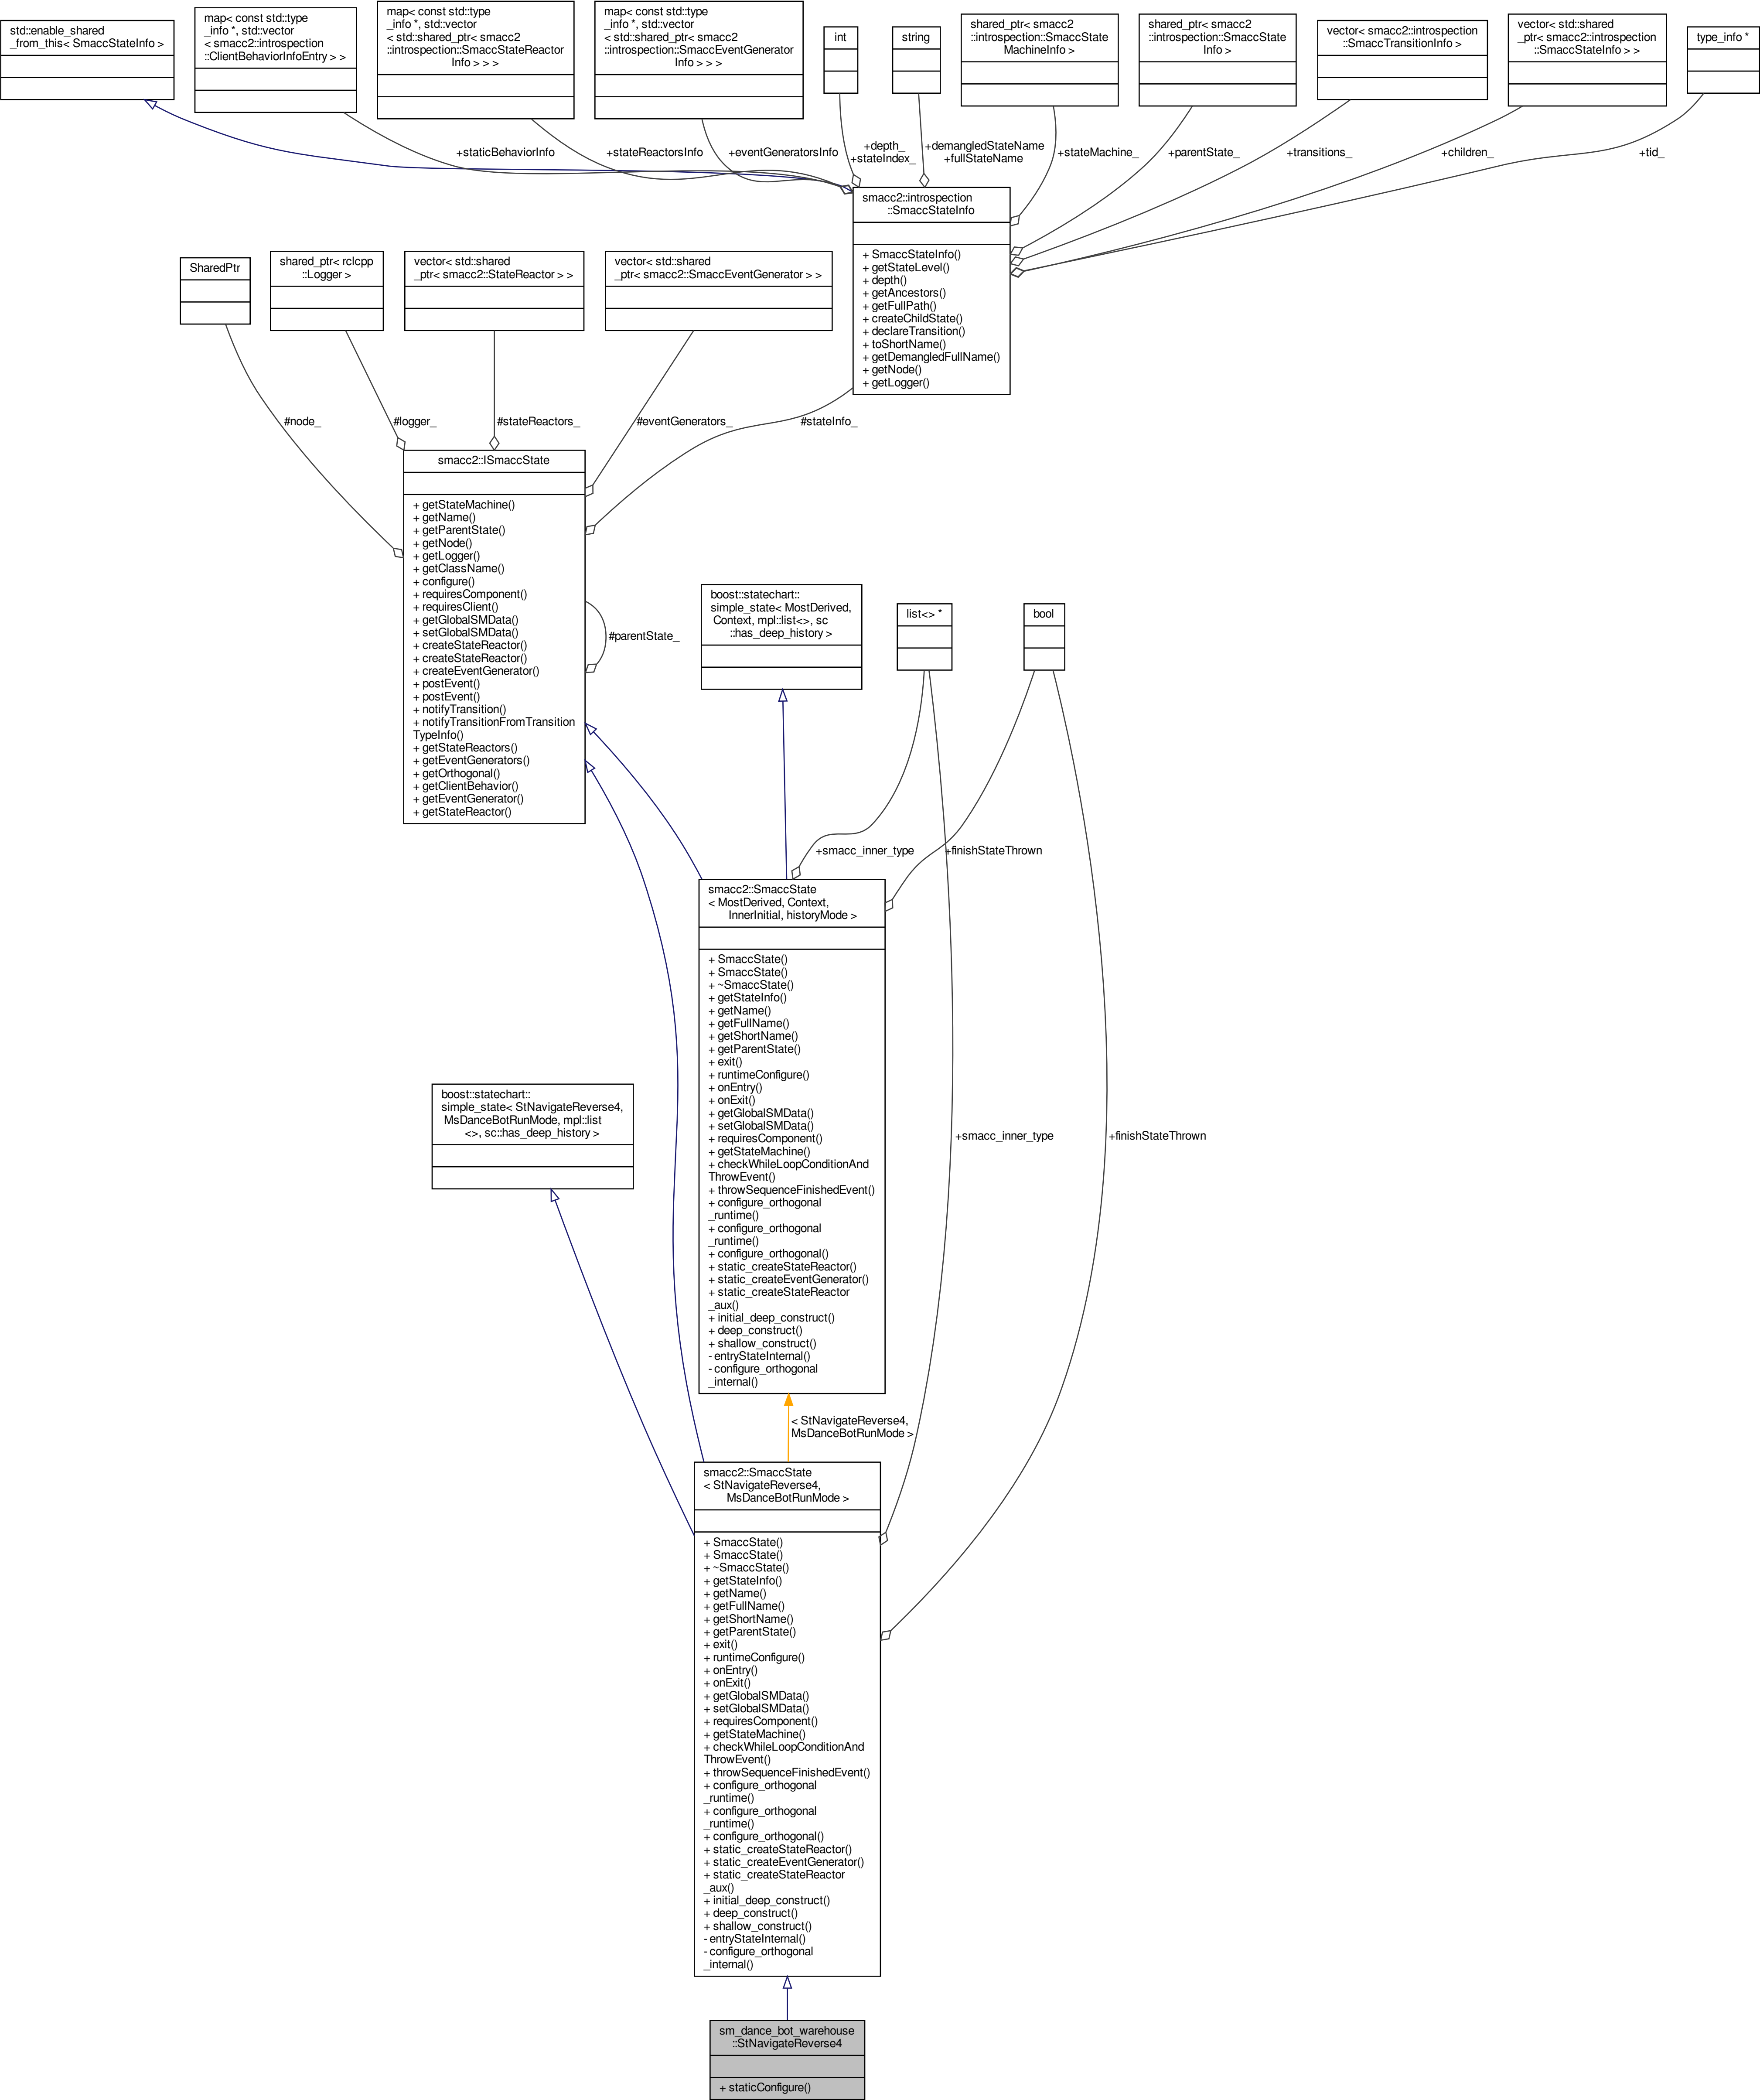 std::enable_shared
_from_this< SmaccStateInfo >
map< const std::type
_info *, std::vector
< smacc2::introspection
::ClientBehaviorInfoEntry > >
map< const std::type
_info *, std::vector
< std::shared_ptr< smacc2
::introspection::SmaccStateReactor
Info > > >
map< const std::type
_info *, std::vector
< std::shared_ptr< smacc2
::introspection::SmaccEventGenerator
Info > > >
int
string
shared_ptr< smacc2
::introspection::SmaccState
MachineInfo >
shared_ptr< smacc2
::introspection::SmaccState
Info >
vector< smacc2::introspection
::SmaccTransitionInfo >
vector< std::shared
_ptr< smacc2::introspection
::SmaccStateInfo > >
type_info *
+staticBehaviorInfo
+stateReactorsInfo
+eventGeneratorsInfo
+depth_
+stateIndex_
+demangledStateName
+fullStateName
+stateMachine_
+parentState_
+transitions_
+children_
+tid_
smacc2::introspection
::SmaccStateInfo
+ SmaccStateInfo()
+ getStateLevel()
+ depth()
+ getAncestors()
+ getFullPath()
+ createChildState()
+ declareTransition()
+ toShortName()
+ getDemangledFullName()
+ getNode()
+ getLogger()
SharedPtr
shared_ptr< rclcpp
::Logger >
vector< std::shared
_ptr< smacc2::StateReactor > >
vector< std::shared
_ptr< smacc2::SmaccEventGenerator > >
#node_
#logger_
#stateReactors_
#eventGenerators_
#stateInfo_
smacc2::ISmaccState
+ getStateMachine()
+ getName()
+ getParentState()
+ getNode()
+ getLogger()
+ getClassName()
+ configure()
+ requiresComponent()
+ requiresClient()
+ getGlobalSMData()
+ setGlobalSMData()
+ createStateReactor()
+ createStateReactor()
+ createEventGenerator()
+ postEvent()
+ postEvent()
+ notifyTransition()
+ notifyTransitionFromTransition
TypeInfo()
+ getStateReactors()
+ getEventGenerators()
+ getOrthogonal()
+ getClientBehavior()
+ getEventGenerator()
+ getStateReactor()
#parentState_
boost::statechart::
simple_state< MostDerived,
Context, mpl::list<>, sc
::has_deep_history >
list<> *
bool
+smacc_inner_type
+finishStateThrown
smacc2::SmaccState
< MostDerived, Context,
InnerInitial, historyMode >
+ SmaccState()
+ SmaccState()
+ ~SmaccState()
+ getStateInfo()
+ getName()
+ getFullName()
+ getShortName()
+ getParentState()
+ exit()
+ runtimeConfigure()
+ onEntry()
+ onExit()
+ getGlobalSMData()
+ setGlobalSMData()
+ requiresComponent()
+ getStateMachine()
+ checkWhileLoopConditionAnd
ThrowEvent()
+ throwSequenceFinishedEvent()
+ configure_orthogonal
_runtime()
+ configure_orthogonal
_runtime()
+ configure_orthogonal()
+ static_createStateReactor()
+ static_createEventGenerator()
+ static_createStateReactor
_aux()
+ initial_deep_construct()
+ deep_construct()
+ shallow_construct()
- entryStateInternal()
- configure_orthogonal
_internal()
boost::statechart::
simple_state< StNavigateReverse4,
MsDanceBotRunMode, mpl::list
<>, sc::has_deep_history >
+smacc_inner_type
+finishStateThrown
< StNavigateReverse4,
MsDanceBotRunMode >
smacc2::SmaccState
< StNavigateReverse4,
MsDanceBotRunMode >
+ SmaccState()
+ SmaccState()
+ ~SmaccState()
+ getStateInfo()
+ getName()
+ getFullName()
+ getShortName()
+ getParentState()
+ exit()
+ runtimeConfigure()
+ onEntry()
+ onExit()
+ getGlobalSMData()
+ setGlobalSMData()
+ requiresComponent()
+ getStateMachine()
+ checkWhileLoopConditionAnd
ThrowEvent()
+ throwSequenceFinishedEvent()
+ configure_orthogonal
_runtime()
+ configure_orthogonal
_runtime()
+ configure_orthogonal()
+ static_createStateReactor()
+ static_createEventGenerator()
+ static_createStateReactor
_aux()
+ initial_deep_construct()
+ deep_construct()
+ shallow_construct()
- entryStateInternal()
- configure_orthogonal
_internal()
sm_dance_bot_warehouse
::StNavigateReverse4
+ staticConfigure()